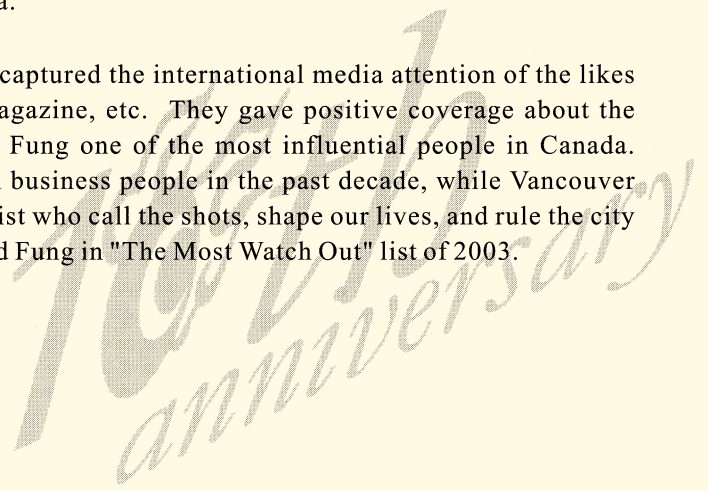 a.
captured the international media attention of the likes
agazine, etc. They gave positive coverage about the
Fung one of the most influential people in Canada.
business people in the past decade, while Vancouver
ist who call the shots, shape our lives, and rule the city
d Fung in "The Most Watch Out" list of 2003.
10th
anniversary